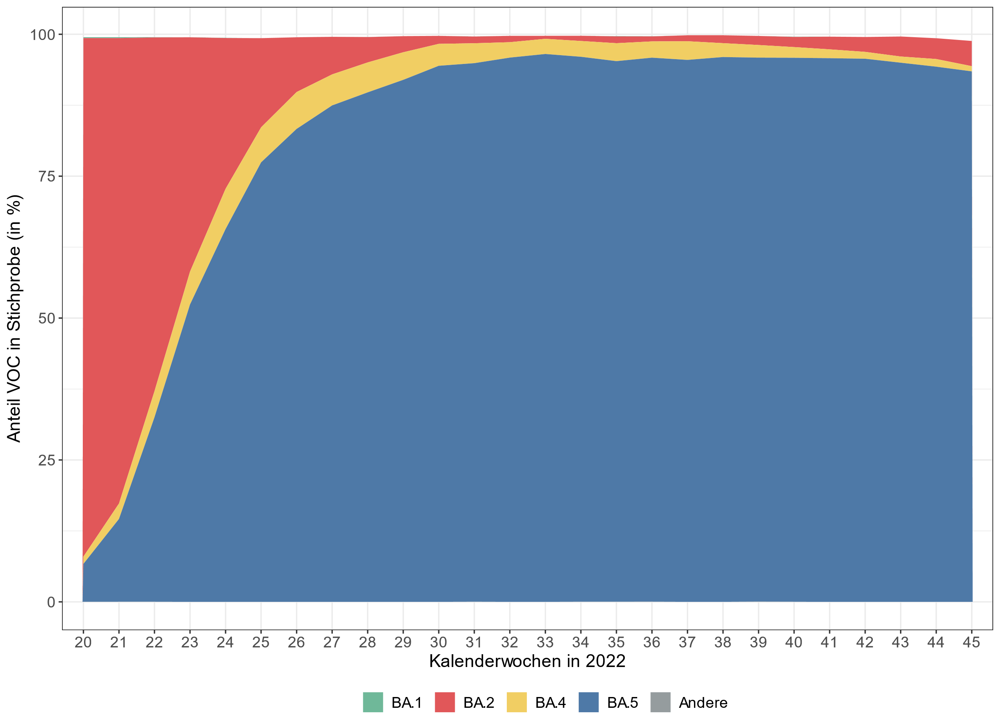 Anteil VOC in Stichprobe (in %)
100
75
50
25
0
20 21 22 23 24 25 26 27 28 29 30 31 32 33 34 35 36 37 38 39 40 41 42 43 44 45
Kalenderwochen in 2022
BA.1 BA.2 BA.4 BA.5 Andere